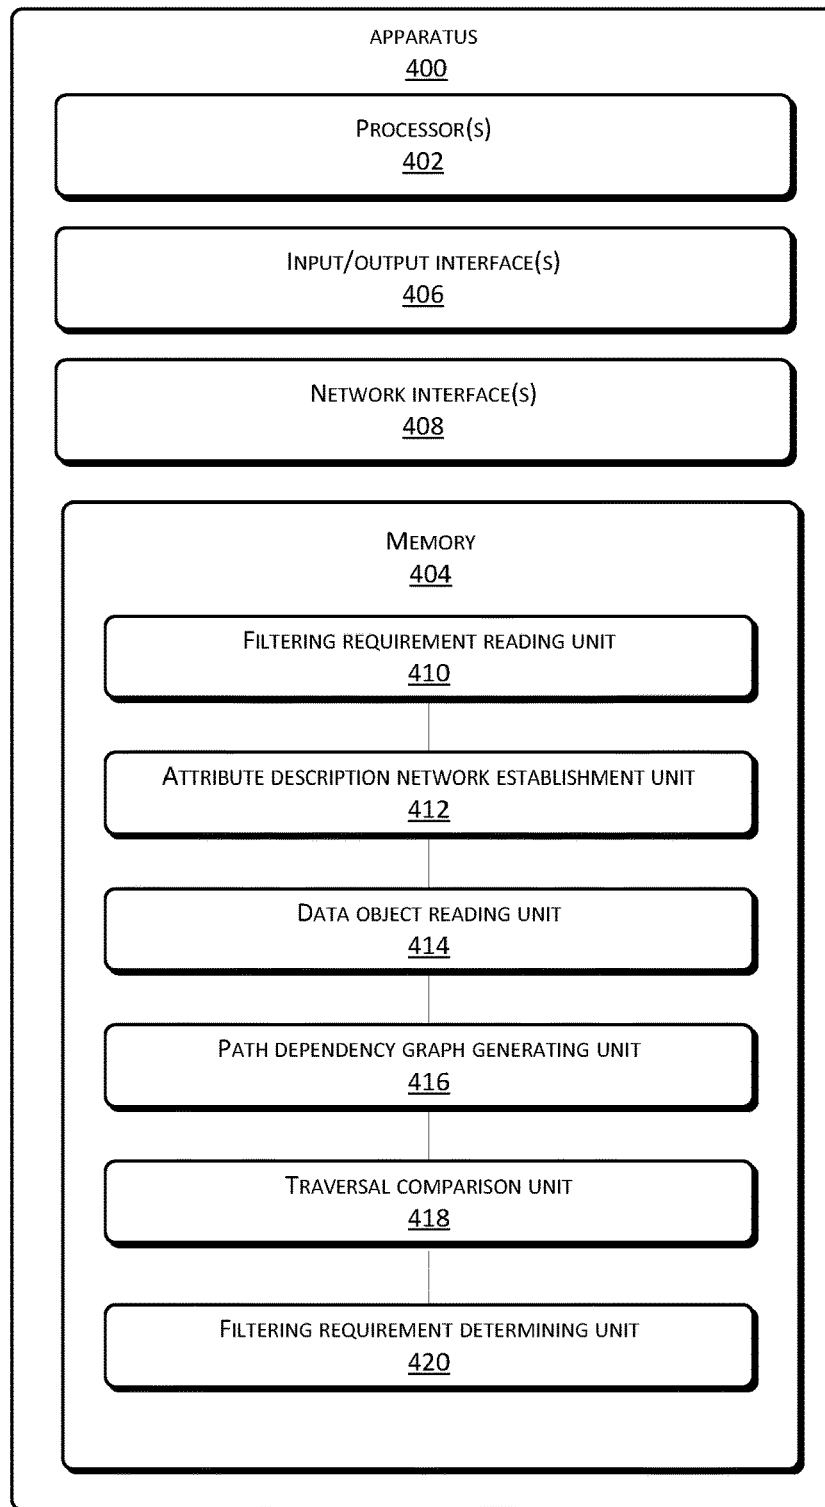 APPARATUS
400
PROCESSOR(S)
402
INPUT/OUTPUT INTERFACE(S)
406
NETWORK INTERFACE(S)
408
MEMORY
404
FILTERING REQUIREMENT READING UNIT
410
ATTRIBUTE DESCRIPTION NETWORK ESTABLISHMENT UNIT
412
DATA OBJECT READING UNIT
414
PATH DEPENDENCY GRAPH GENERATING UNIT
416
TRAVERSAL COMPARISON UNIT
418
FILTERING REQUIREMENT DETERMINING UNIT
420